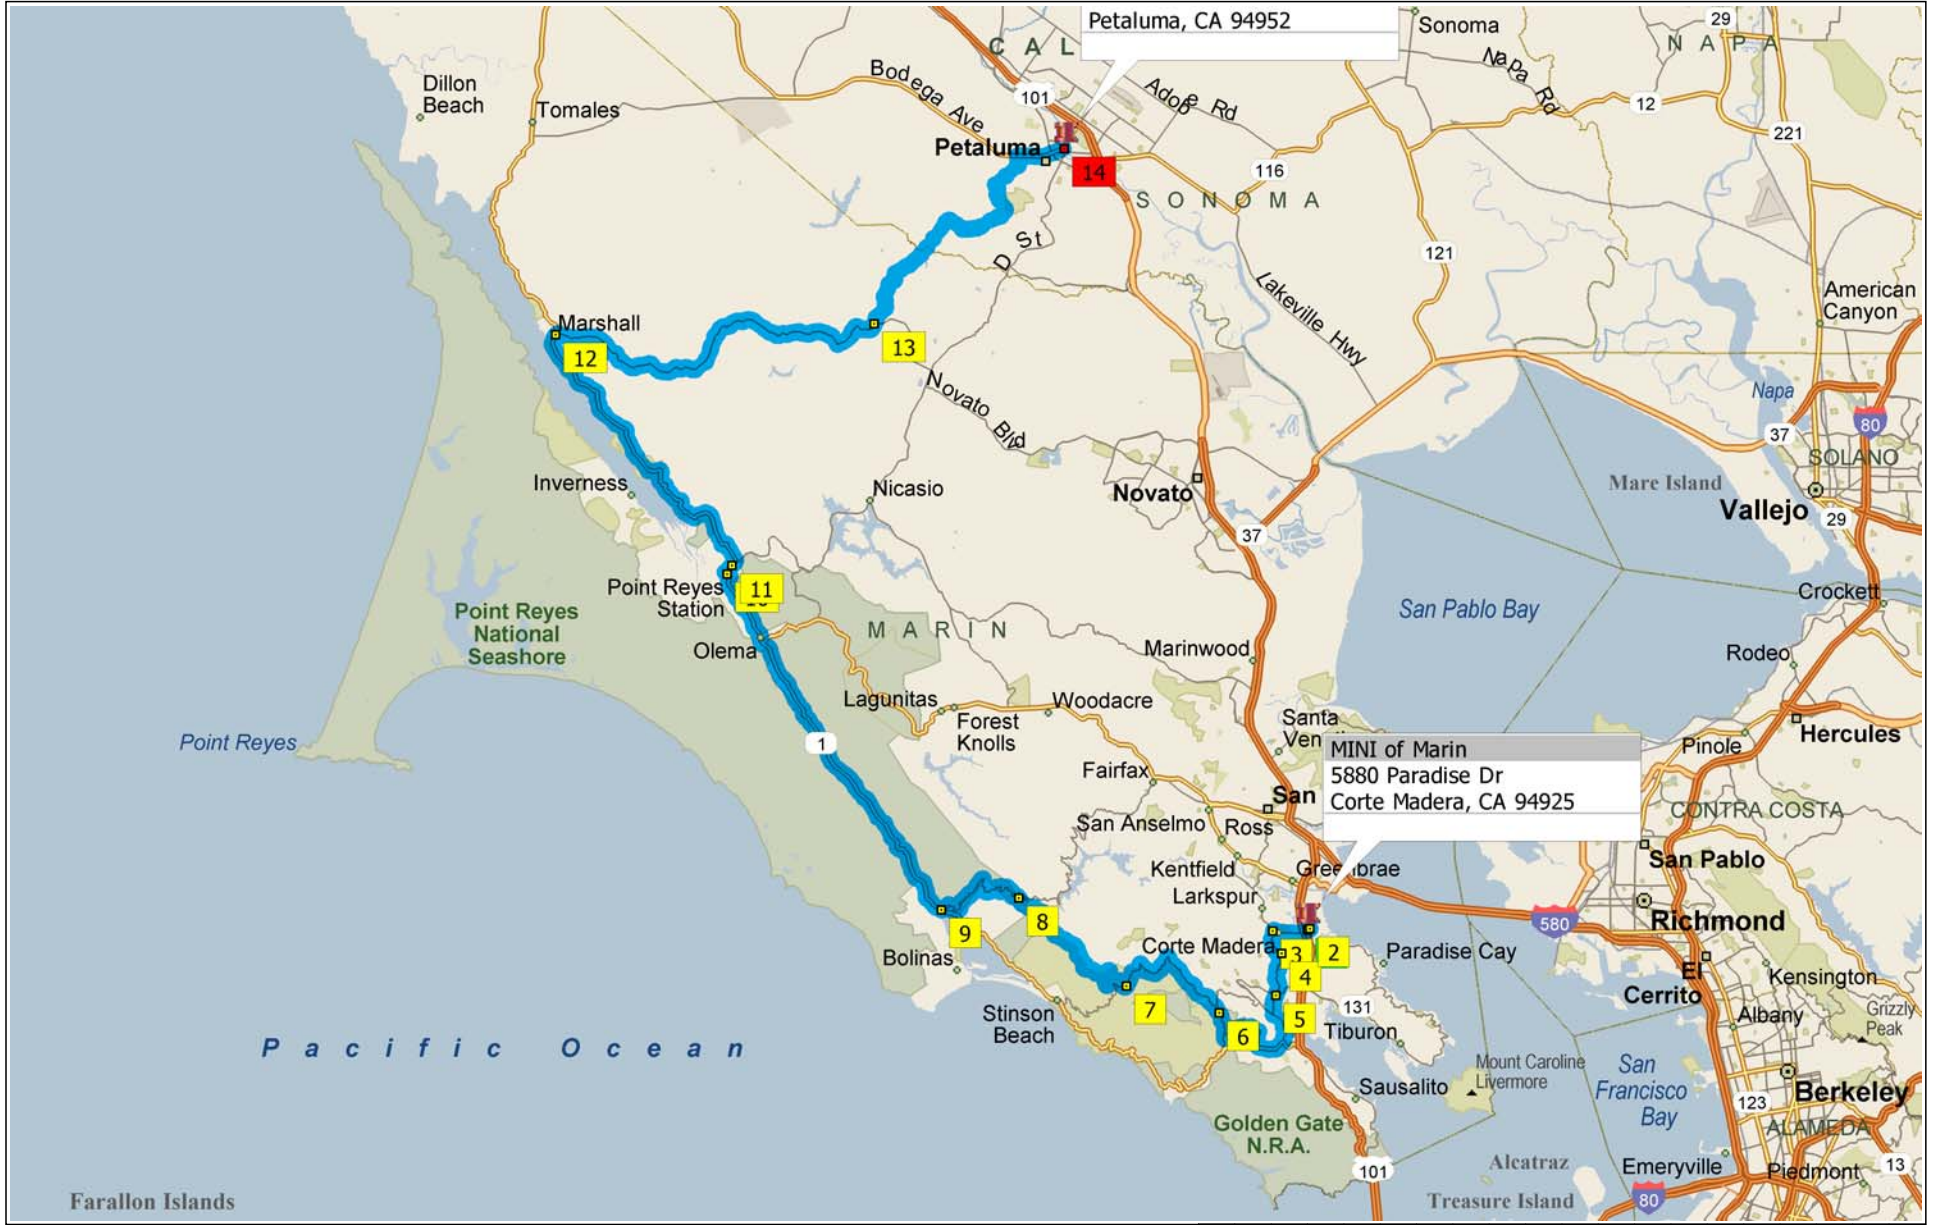 Petaluma, CA 94952
Sonoma
29
N A P A
C A L
Dillon
Beach
Bodega Ave
101
Adobe Rd
Napa Rd
12
Tomales
221
Petaluma
14
116
S O N O M A
D St
121
Lakeville Hwy
American
Canyon
Marshall
12
13
Novato Blvd
Napa
37
80
SOLANO
Inverness
Nicasio
Novato
Mare Island
Vallejo
29
37
Point Reyes
Station
11
10
Crockett
Point Reyes
National
Seashore
San Pablo Bay
M A R I N
Olema
Marinwood
Rodeo
Lagunitas
Forest
Knolls
Woodacre
Santa
Point Reyes
1
MINI of Marin
5880 Paradise Dr
Corte Madera, CA 94925
Pinole
Hercules
Fairfax
San
CONTRA COSTA
San Anselmo
Ross
San Pablo
Kentfield
Larkspur
Greenbrae
580
Richmond
8
9
Corte Madera
3
2
4
Paradise Cay
Bolinas
El
Cerrito
Kensington
7
5
131
Stinson
Beach
6
Tiburon
Albany
Grizzly
Peak
Pacific Ocean
Mount Caroline
Livermore
San
Francisco
Bay
Sausalito
Berkeley
123
Golden Gate
N.R.A.
ALAMEDA
101
Alcatraz
Emeryville
Piedmont
13
Farallon Islands
Treasure Island
80